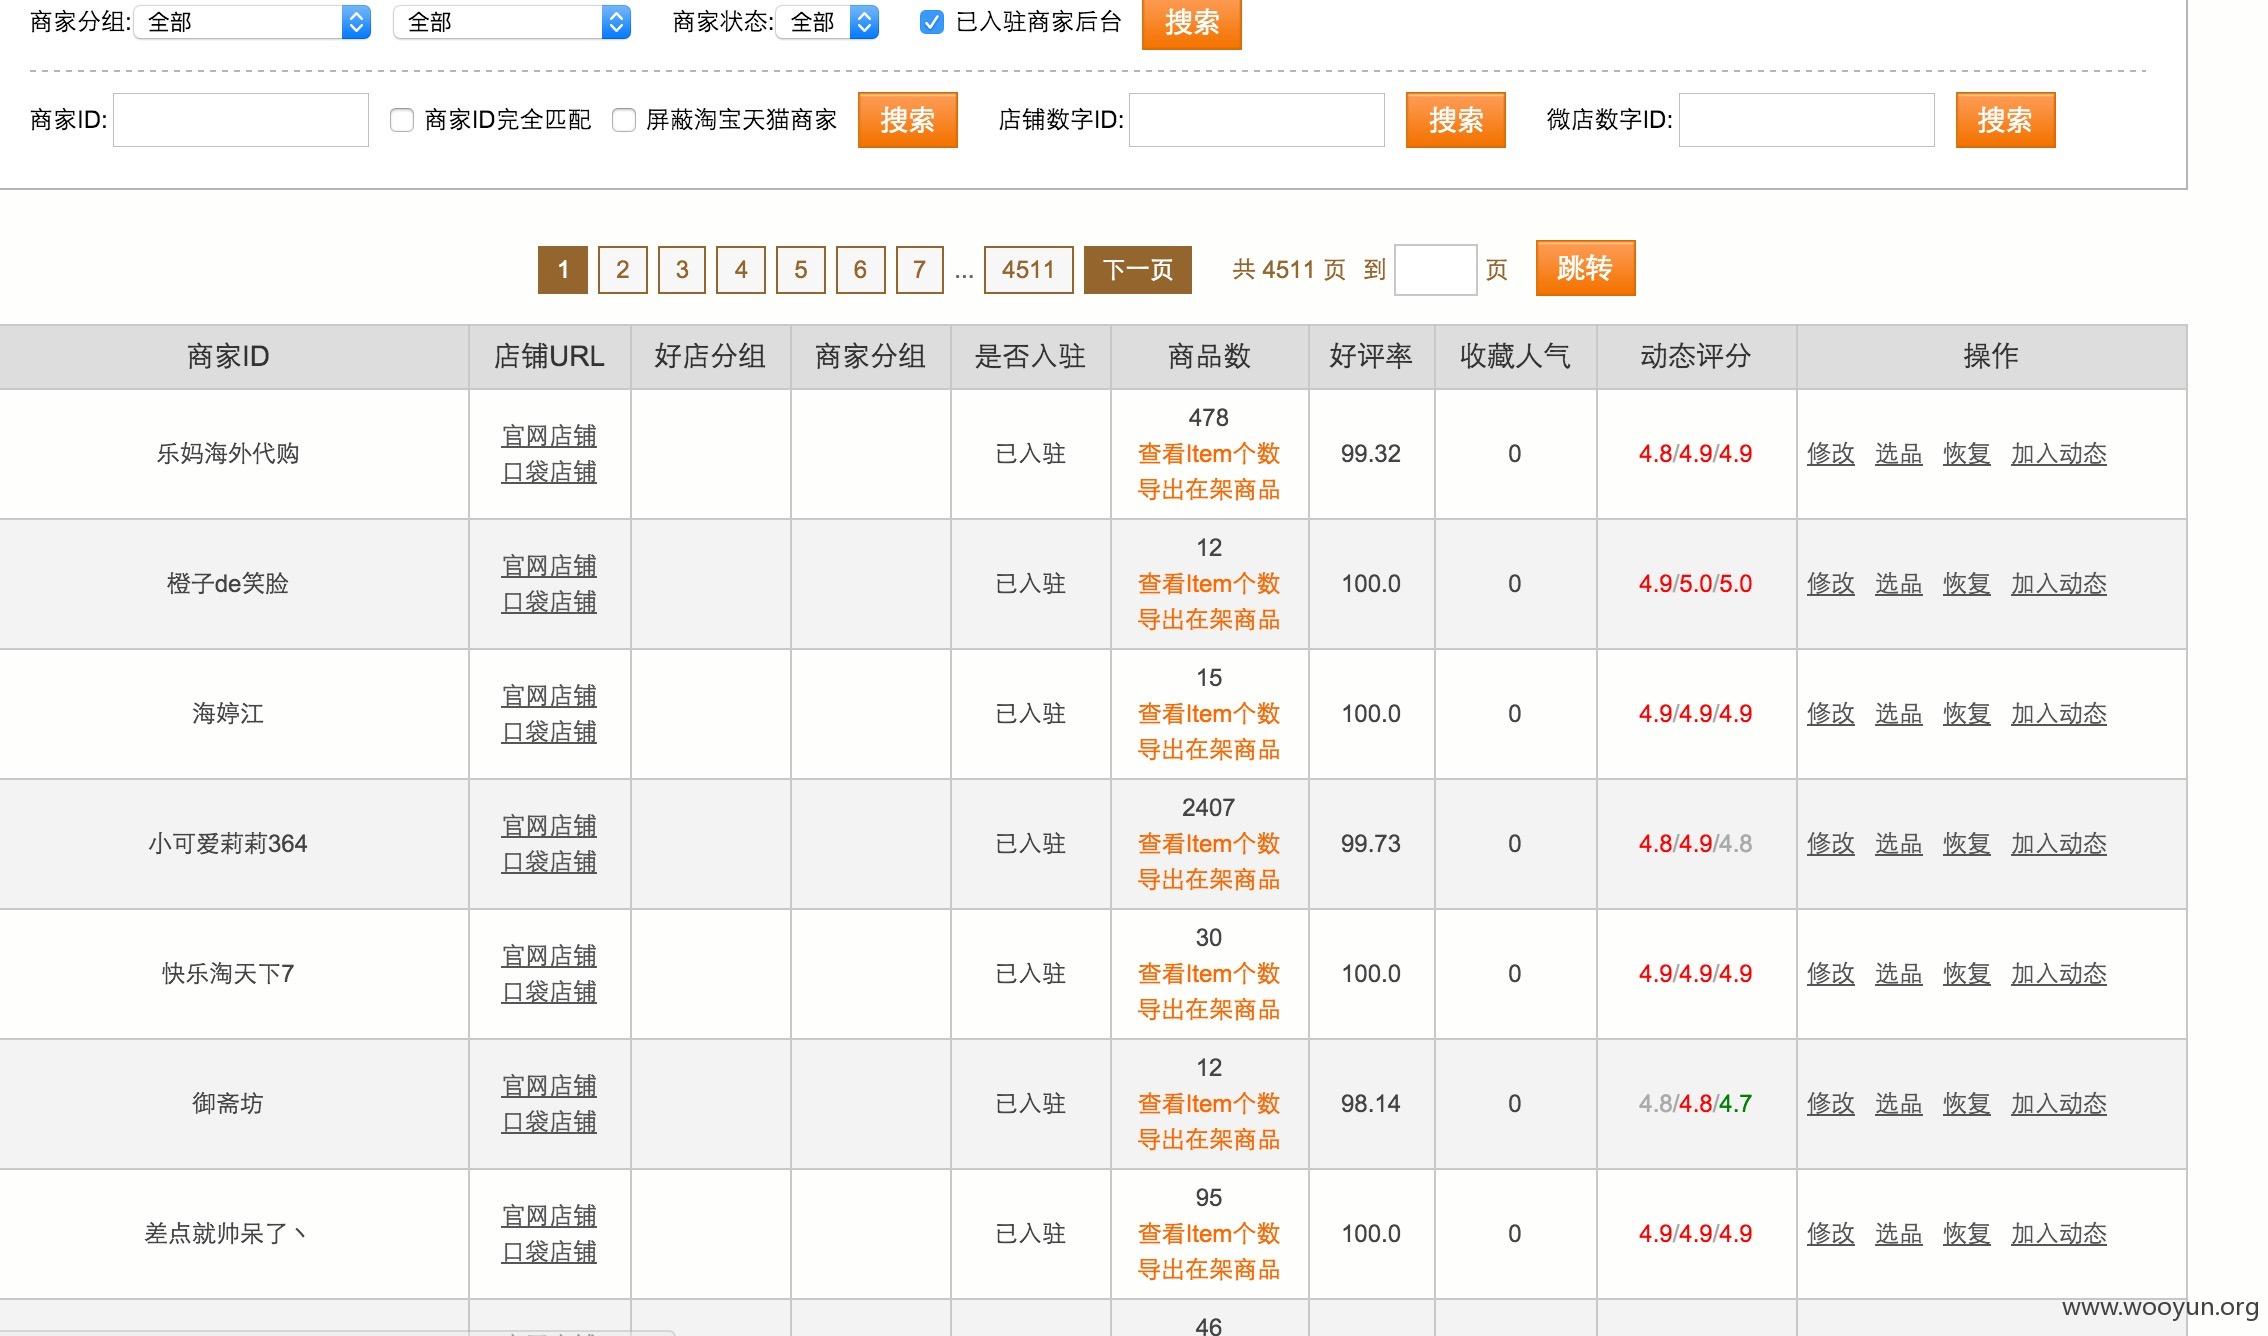 商家分组: 全部 全部 商家状态: 全部 已入驻商家后台 搜索
商家ID: 商家ID完全匹配 屏蔽淘宝天猫商家 搜索 店铺数字ID: 搜索 微店数字ID: 搜索
1 2 3 4 5 6 7 ... 4511 下一页 共 4511 页 到 页 跳转
商家ID 店铺URL 好店分组 商家分组 是否入驻 商品数 好评率 收藏人气 动态评分 操作
乐妈海外代购 官网店铺 口袋店铺 已入驻 478 查看Item个数 导出在架商品 99.32 0 4.8/4.9/4.9 修改 选品 恢复 加入动态
橙子de笑脸 官网店铺 口袋店铺 已入驻 12 查看Item个数 导出在架商品 100.0 0 4.9/5.0/5.0 修改 选品 恢复 加入动态
海婷江 官网店铺 口袋店铺 已入驻 15 查看Item个数 导出在架商品 100.0 0 4.9/4.9/4.9 修改 选品 恢复 加入动态
小可爱莉莉364 官网店铺 口袋店铺 已入驻 2407 查看Item个数 导出在架商品 99.73 0 4.8/4.9/4.8 修改 选品 恢复 加入动态
快乐淘天下7 官网店铺 口袋店铺 已入驻 30 查看Item个数 导出在架商品 100.0 0 4.9/4.9/4.9 修改 选品 恢复 加入动态
御斋坊 官网店铺 口袋店铺 已入驻 12 查看Item个数 导出在架商品 98.14 0 4.8/4.8/4.7 修改 选品 恢复 加入动态
差点就帅呆了丶 官网店铺 口袋店铺 已入驻 95 查看Item个数 导出在架商品 100.0 0 4.9/4.9/4.9 修改 选品 恢复 加入动态
46
www.wooyun.org